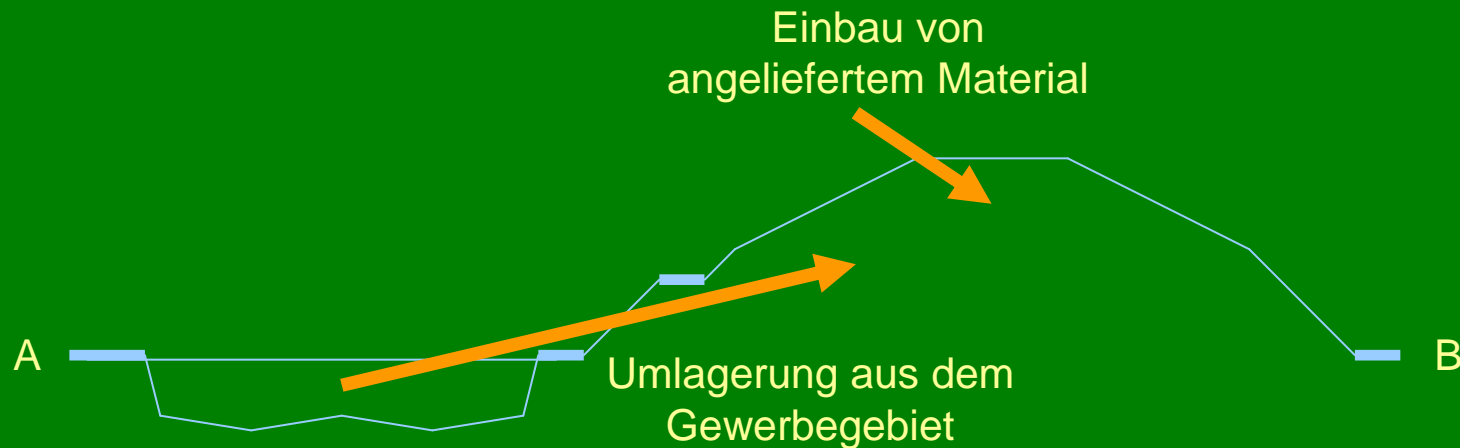 Einbau von
angeliefertem Material
A
B
Umlagerung aus dem
Gewerbegebiet